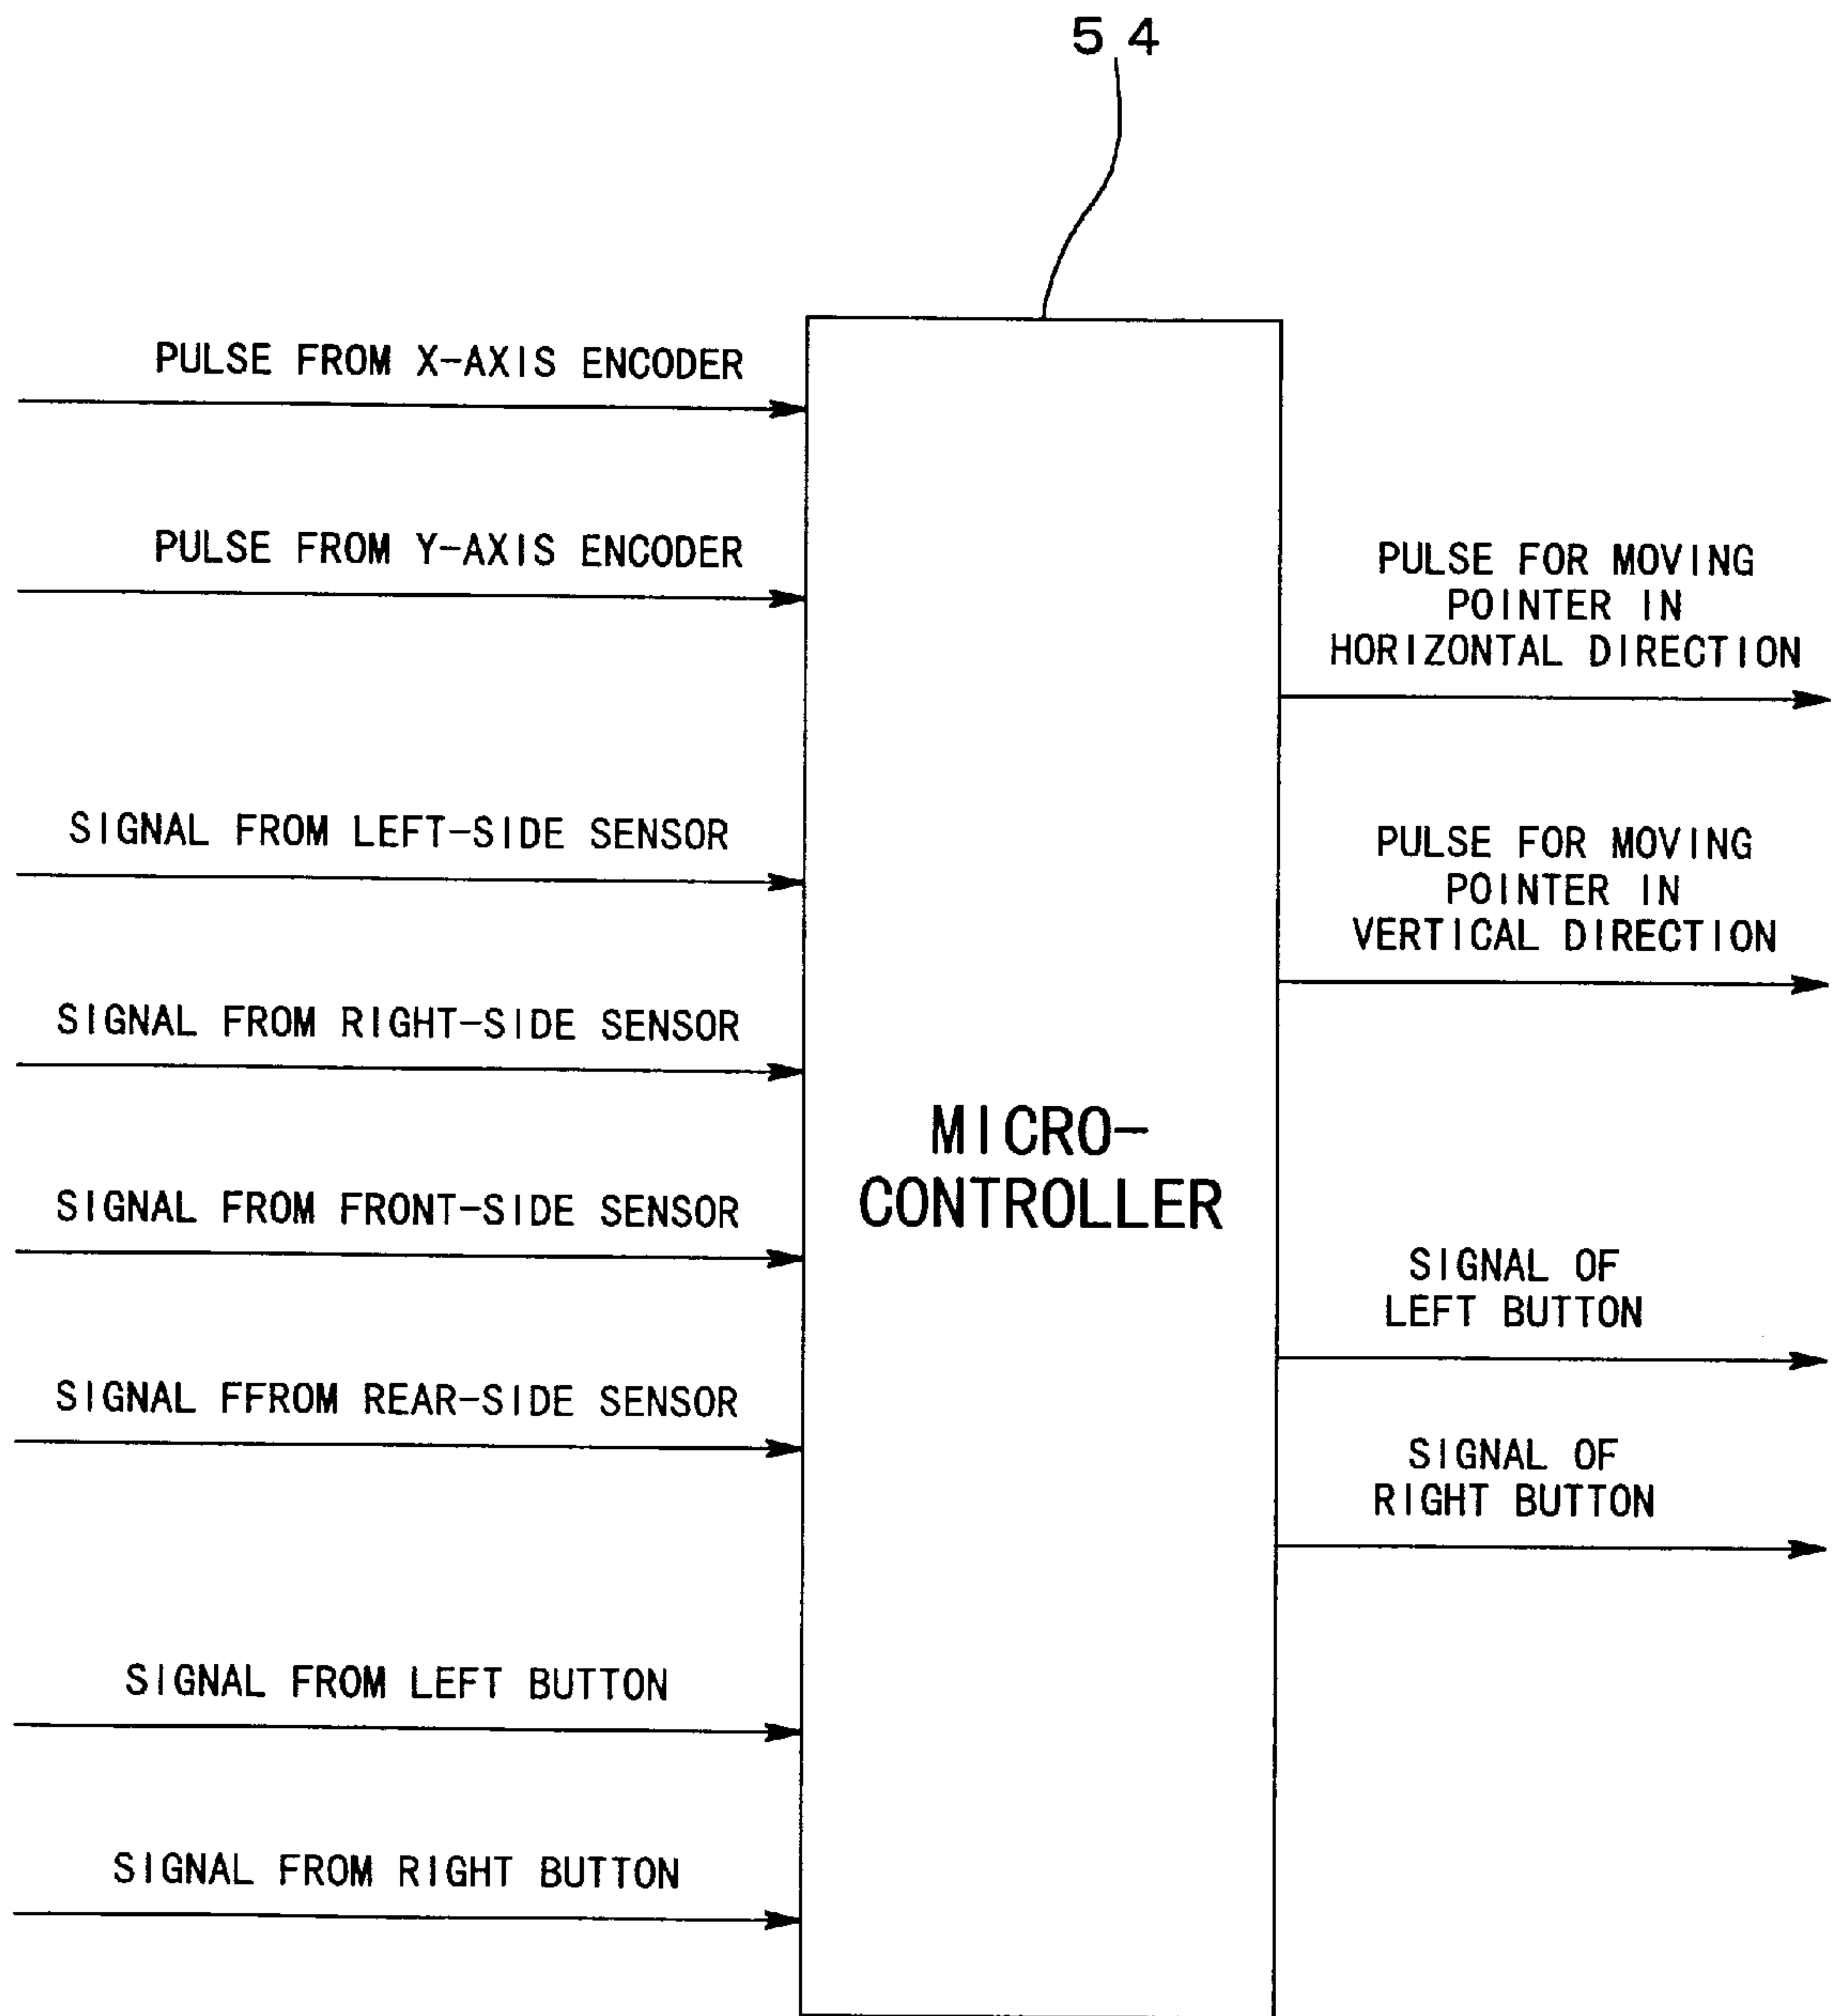 54
PULSE FROM X-AXIS ENCODER
PULSE FROM Y-AXIS ENCODER
SIGNAL FROM LEFT-SIDE SENSOR
SIGNAL FROM RIGHT-SIDE SENSOR
SIGNAL FROM FRONT-SIDE SENSOR
SIGNAL FFROM REAR-SIDE SENSOR
SIGNAL FROM LEFT BUTTON
SIGNAL FROM RIGHT BUTTON
MICRO-
CONTROLLER
PULSE FOR MOVING
POINTER IN
HORIZONTAL DIRECTION
PULSE FOR MOVING
POINTER IN
VERTICAL DIRECTION
SIGNAL OF
LEFT BUTTON
SIGNAL OF
RIGHT BUTTON